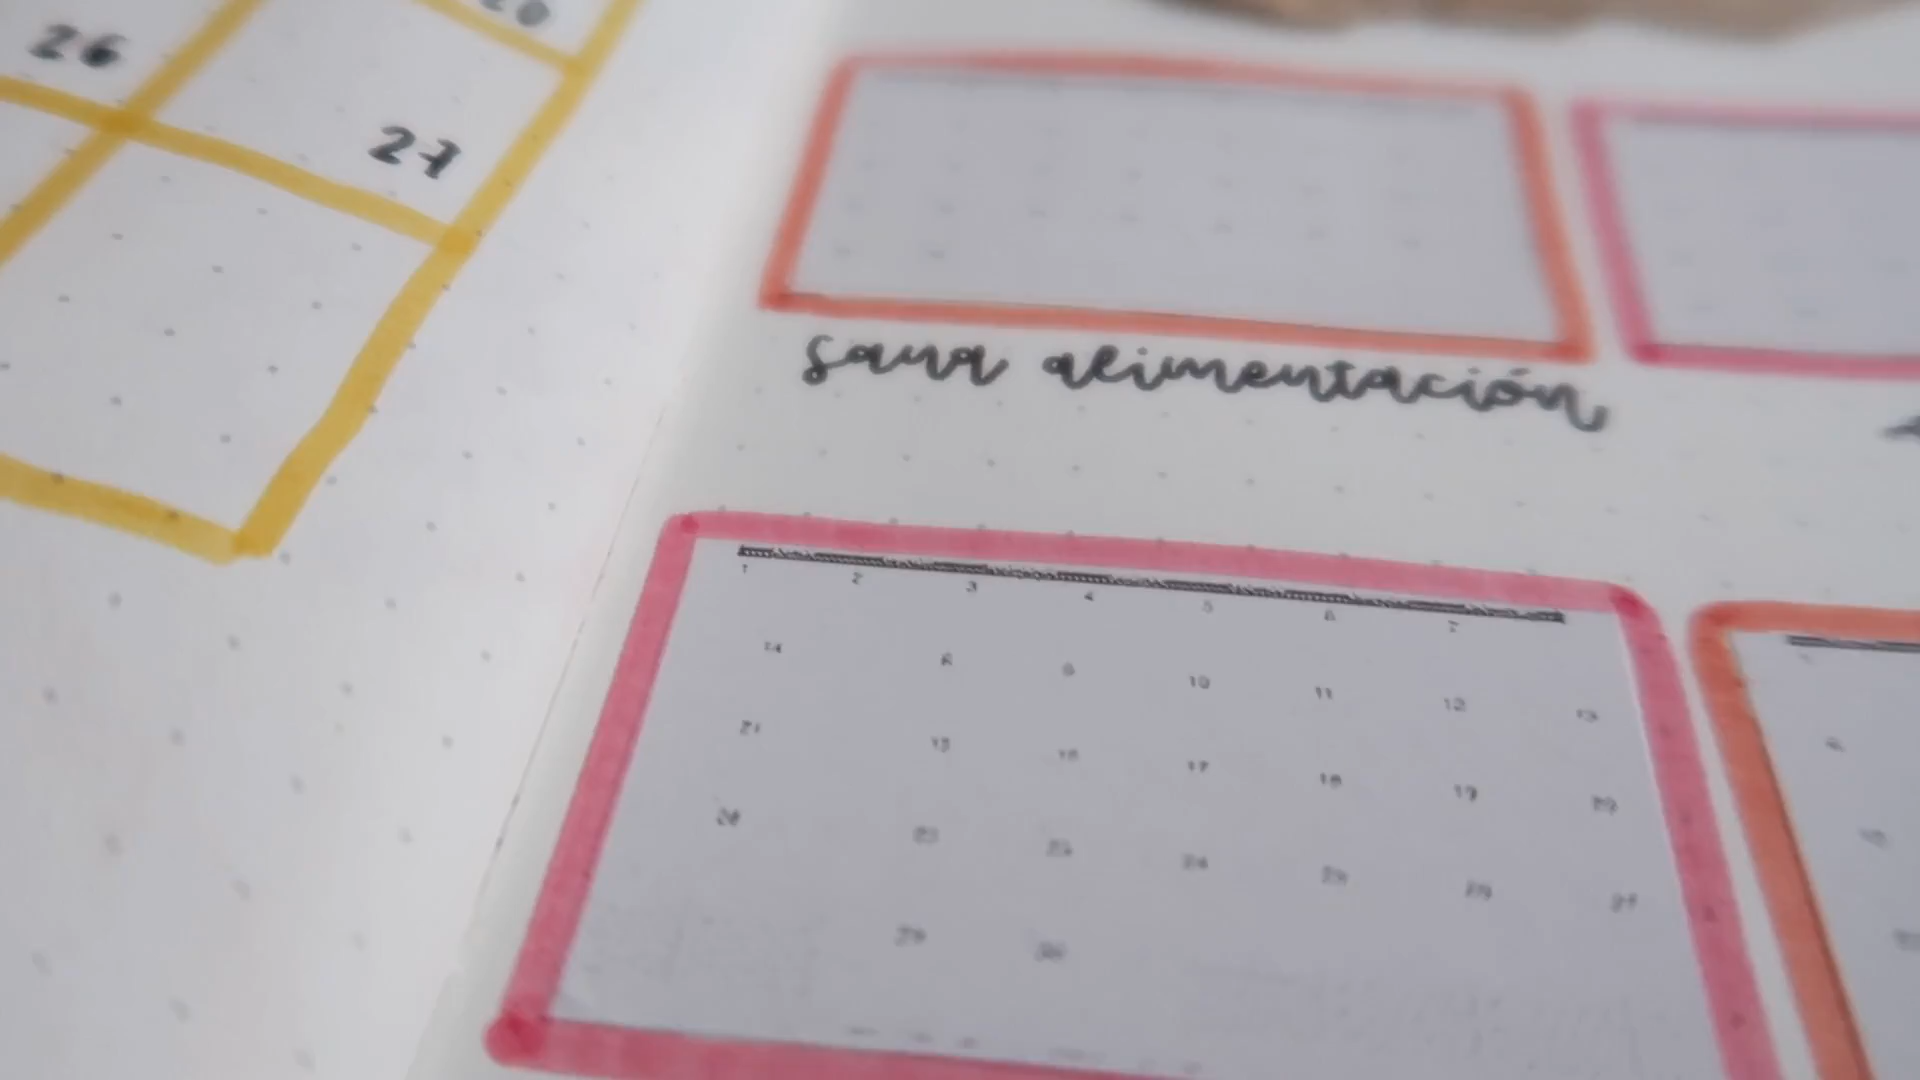 26
27
sana alimentación
1 2 3 4 5 6 7
14 8 9 10 11 12 13
21 15 16 17 18 19 20
28 23 24 25 26 27
29 30